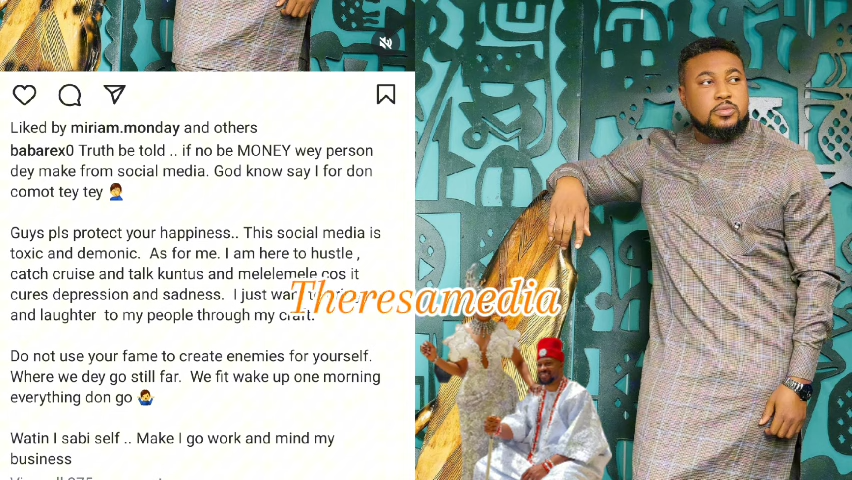 Liked by miriam.monday and others
babarex0 Truth be told .. if no be MONEY wey person
dey make from social media. God know say I for don
comot tey tey 🤦‍♂️
Guys pls protect your happiness.. This social media is
toxic and demonic.  As for me. I am here to hustle ,
catch cruise and talk kuntus and melelemele cos it
cures depression and sadness.  I just
and laughter  to my people through my craft.
Theresamedia
Do not use your fame to create enemies for yourself.
Where we dey go still far.  We fit wake up one morning
everything don go 🤷‍♂️
Watin I sabi self .. Make I go work and mind my
business